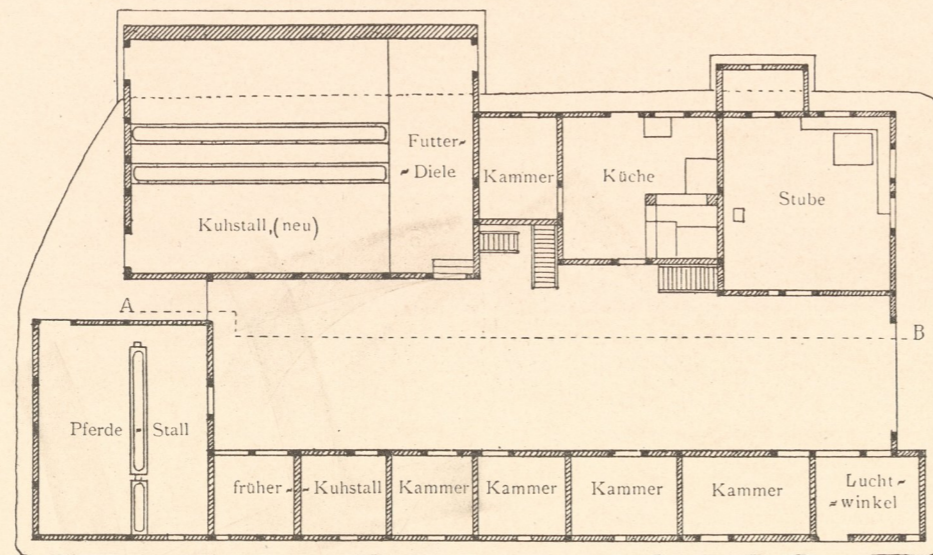 Futter-
- Diele
Kammer
Küche
Stube
Kuhstall, (neu)
A
B
Pferde - Stall
früher - - Kuhstall
Kammer
Kammer
Kammer
Kammer
Lucht -
- winkel